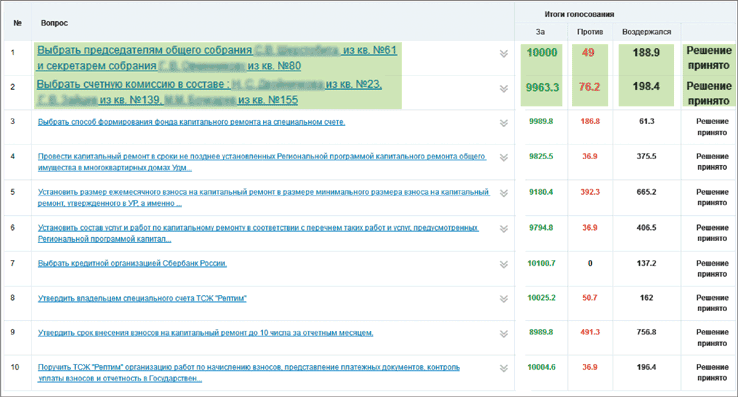 Итоги голосования
№ Вопрос За Против Воздержался
1 Выбрать председателям общего собрания из кв. №61 10000 49 188.9 Решение
и секретарем собрания из кв. №80 принято
2 Выбрать счетную комиссию в составе : из кв. №23, 9963.3 76.2 198.4 Решение
из кв. №139, из кв. №155 принято
3 Выбрать способ формирования фонда капитального ремонта на специальном счете. 9989.8 186.8 61.3 Решение
принято
4 Провести капитальный ремонт в сроки не позднее установленных Региональной программой капитального ремонта общего 9825.5 36.9 375.5 Решение
имущества в многоквартирных домах Удм... принято
5 Установить размер ежемесячного взноса на капитальный ремонт в размере минимального размера взноса на капитальный 9180.4 392.3 665.2 Решение
ремонт, утвержденного в УР, а именно ... принято
6 Установить состав услуг и работ по капитальному ремонту в соответствии с перечнем таких работ и услуг, предусмотренных 9794.8 36.9 406.5 Решение
Региональной программой капитал... принято
7 Выбрать кредитной организацией Сбербанк России. 10100.7 0 137.2 Решение
принято
8 Утвердить владельцем специального счета ТСЖ "Рептим" 10025.2 50.7 162 Решение
принято
9 Утвердить срок внесения взносов на капитальный ремонт до 10 числа за отчетным месяцем. 8989.8 491.3 756.8 Решение
принято
10 Поручить ТСЖ "Рептим" организацию работ по начислению взносов, представление платежных документов, контроль 10004.6 36.9 196.4 Решение
уплаты взносов и отчетность в Государствен... принято